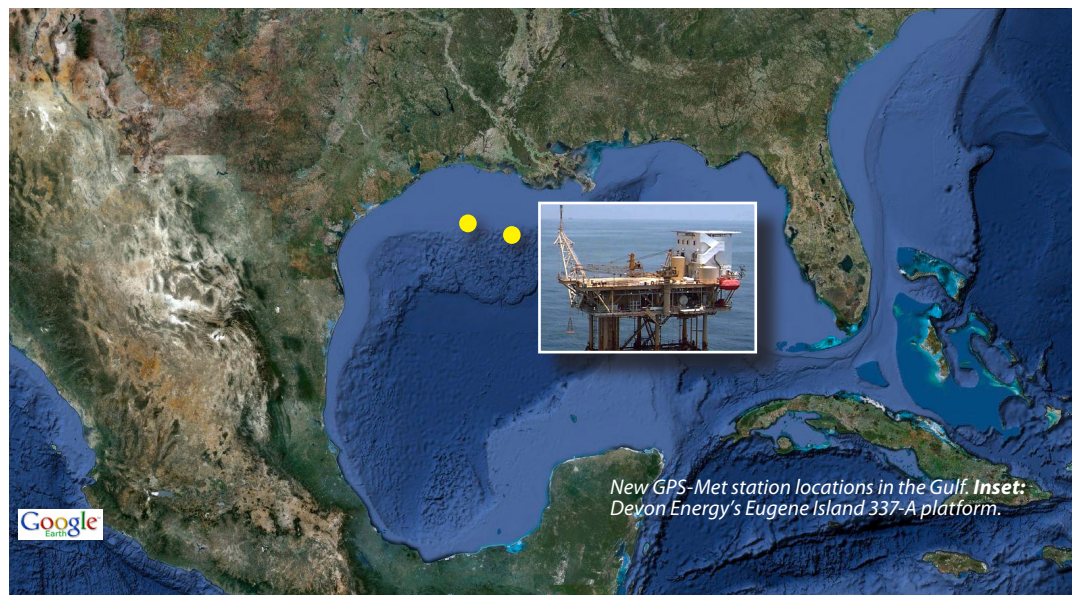 New GPS-Met station locations in the Gulf. Inset:
Devon Energy's Eugene Island 337-A platform.
Google
Earth